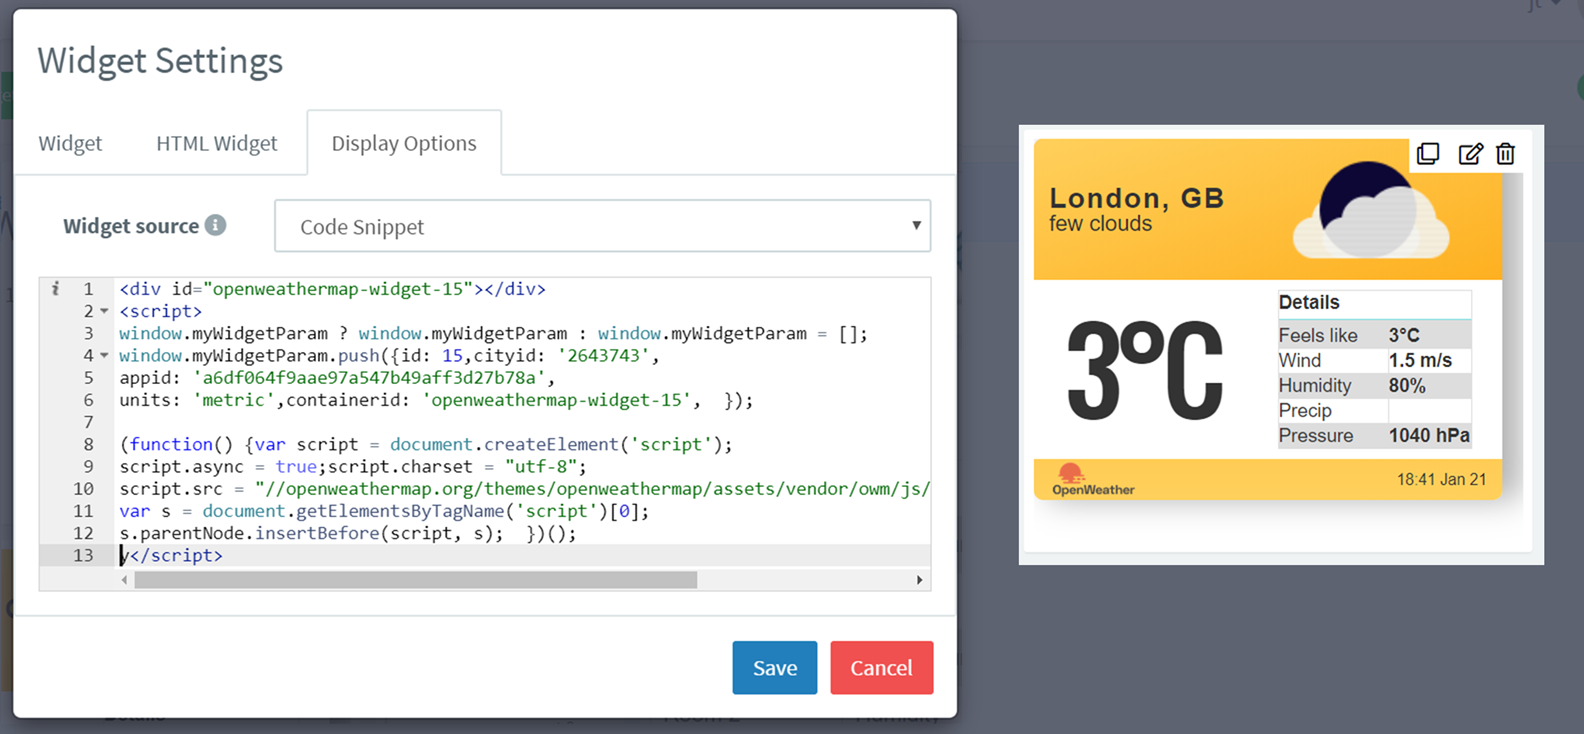 Widget Settings
Widget
HTML Widget
Display Options
Widget source
Code Snippet
i 1 <div id="openweathermap-widget-15"></div>
2 <script>
3 window.myWidgetParam ? window.myWidgetParam : window.myWidgetParam = [];
4 window.myWidgetParam.push({id: 15,cityid: '2643743',
5 appid: 'a6df064f9aae97a547b49aff3d27b78a',
6 units: 'metric',containerid: 'openweathermap-widget-15',  });
7
8 (function() {var script = document.createElement('script');
9 script.async = true;script.charset = "utf-8";
10 script.src = "//openweathermap.org/themes/openweathermap/assets/vendor/owm/js/
11 var s = document.getElementsByTagName('script')[0];
12 s.parentNode.insertBefore(script, s);  })();
13 y</script>
Save
Cancel
London, GB
few clouds
3°C
Details
Feels like 3°C
Wind 1.5 m/s
Humidity 80%
Precip
Pressure 1040 hPa
OpenWeather
18:41 Jan 21